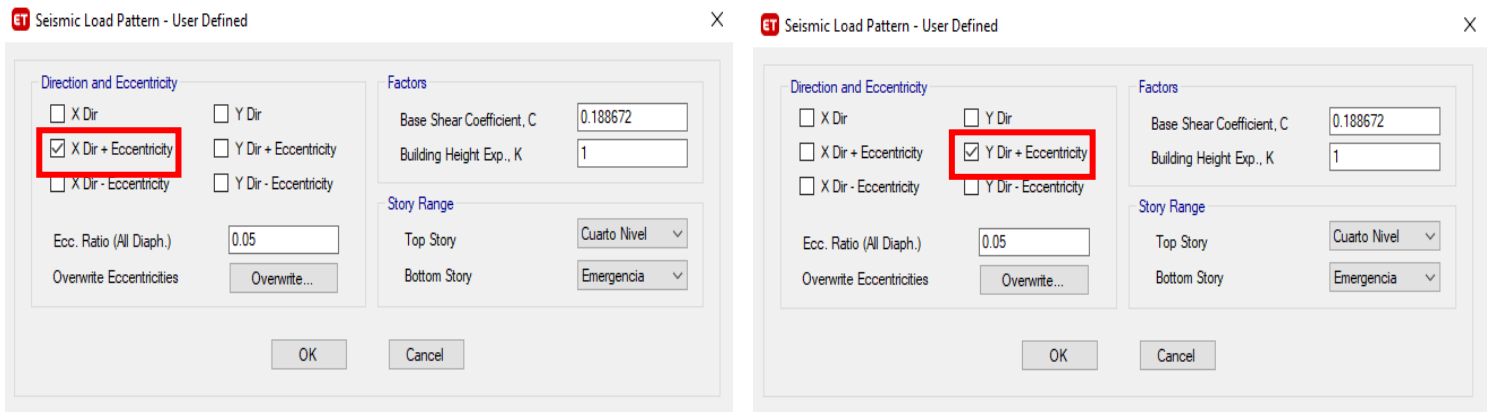 ET Seismic Load Pattern - User Defined X
Direction and Eccentricity
X Dir Y Dir
X Dir + Eccentricity Y Dir + Eccentricity
X Dir - Eccentricity Y Dir - Eccentricity
Ecc. Ratio (All Diaph.) 0.05
Overwrite Eccentricities Overwrite...
Factors
Base Shear Coefficient, C 0.188672
Building Height Exp., K 1
Story Range
Top Story Cuarto Nivel
Bottom Story Emergencia
OK Cancel
ET Seismic Load Pattern - User Defined X
Direction and Eccentricity
X Dir Y Dir
X Dir + Eccentricity Y Dir + Eccentricity
X Dir - Eccentricity Y Dir - Eccentricity
Ecc. Ratio (All Diaph.) 0.05
Overwrite Eccentricities Overwrite...
Factors
Base Shear Coefficient, C 0.188672
Building Height Exp., K 1
Story Range
Top Story Cuarto Nivel
Bottom Story Emergencia
OK Cancel